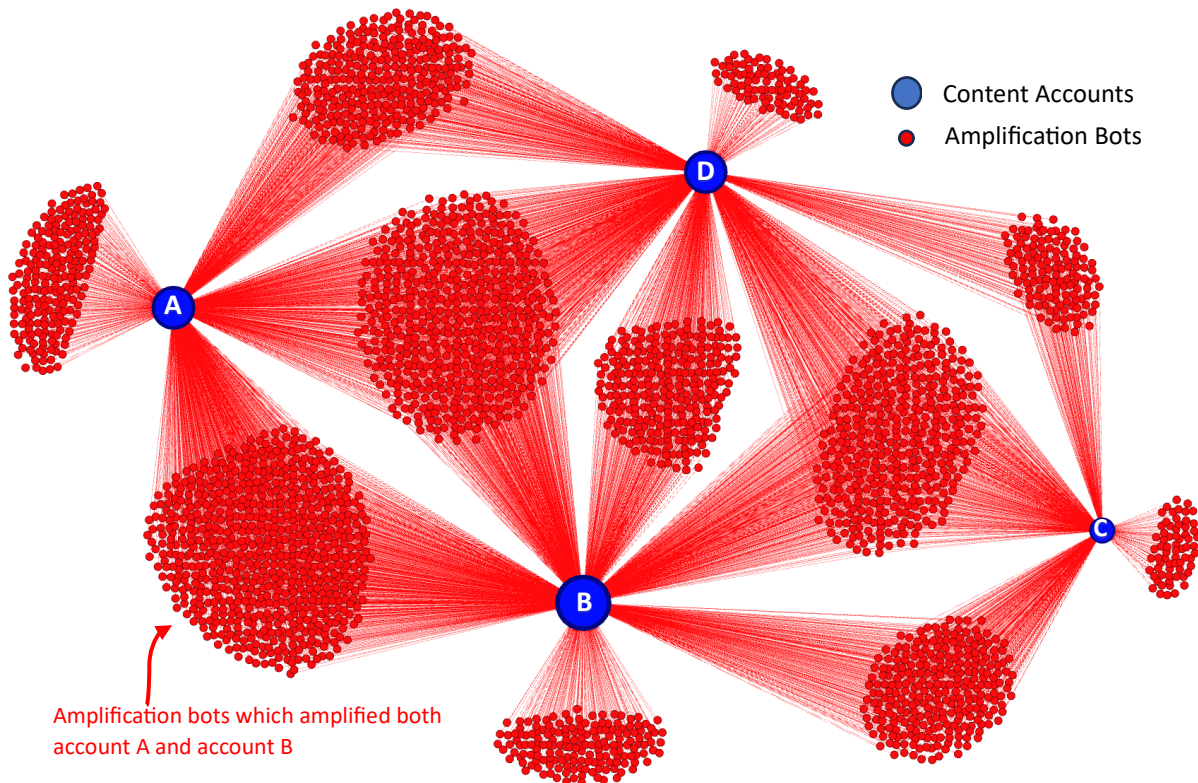 Content Accounts
Amplification Bots
D
A
C
B
Amplification bots which amplified both
account A and account B